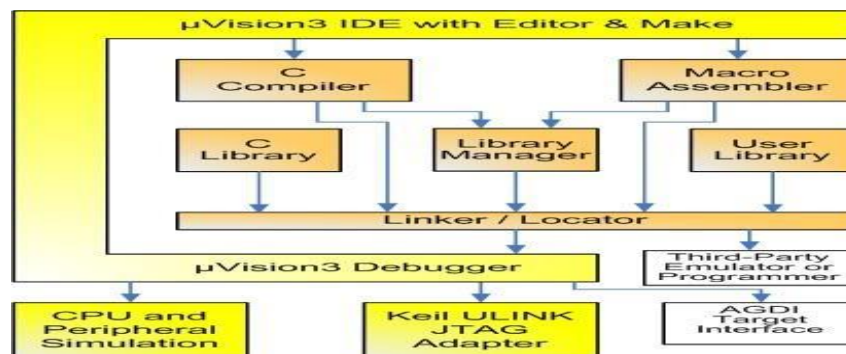 µVision3 IDE with Editor & Make
C
Compiler
Macro
Assembler
C
Library
Library
Manager
User
Library
Linker / Locator
µVision3 Debugger
Third-Party
Emulator or
Programmer
CPU and
Peripheral
Simulation
Keil ULINK
JTAG
Adapter
AGDI
Target
Interface